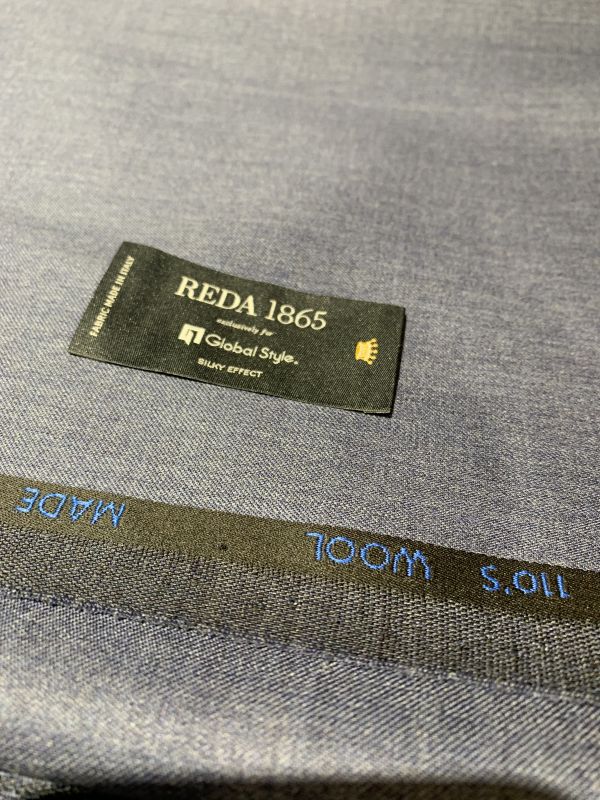 FABRIC MADE IN ITALY
REDA 1865
exclusively for
Global Style.
SILKY EFFECT
110'S WOOL MADE